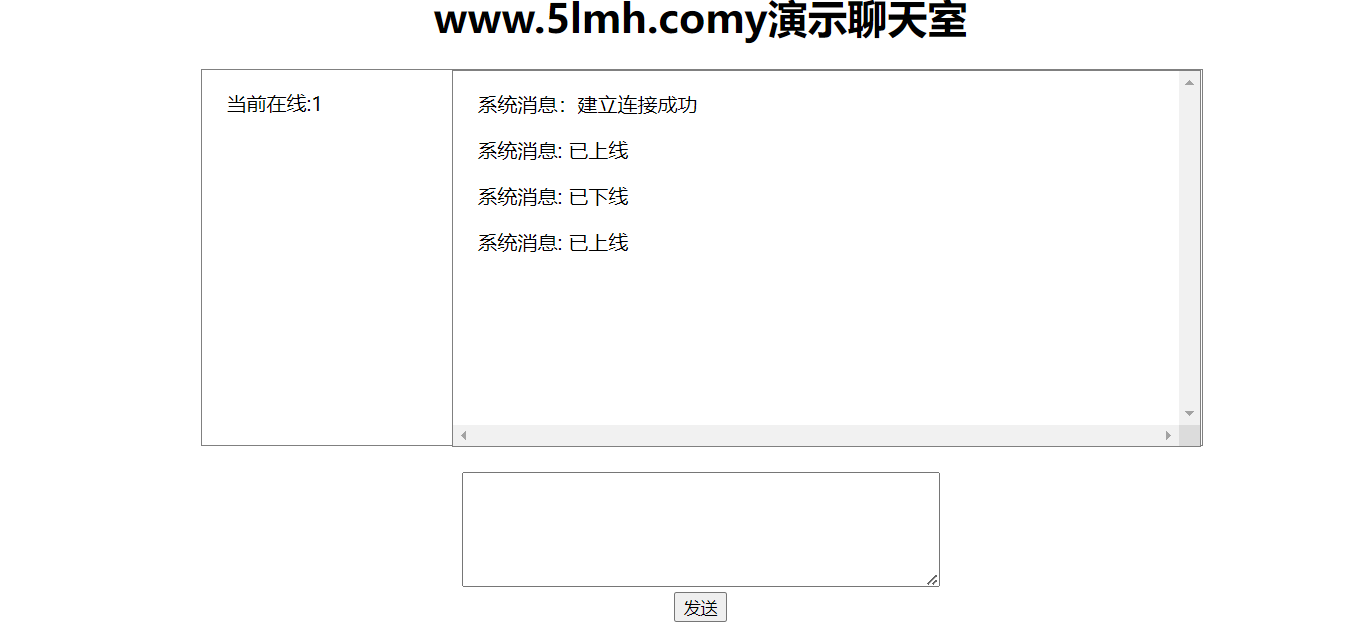 www.5lmh.comy演示聊天室
当前在线:1
系统消息：建立连接成功
系统消息: 已上线
系统消息: 已下线
系统消息: 已上线
发送